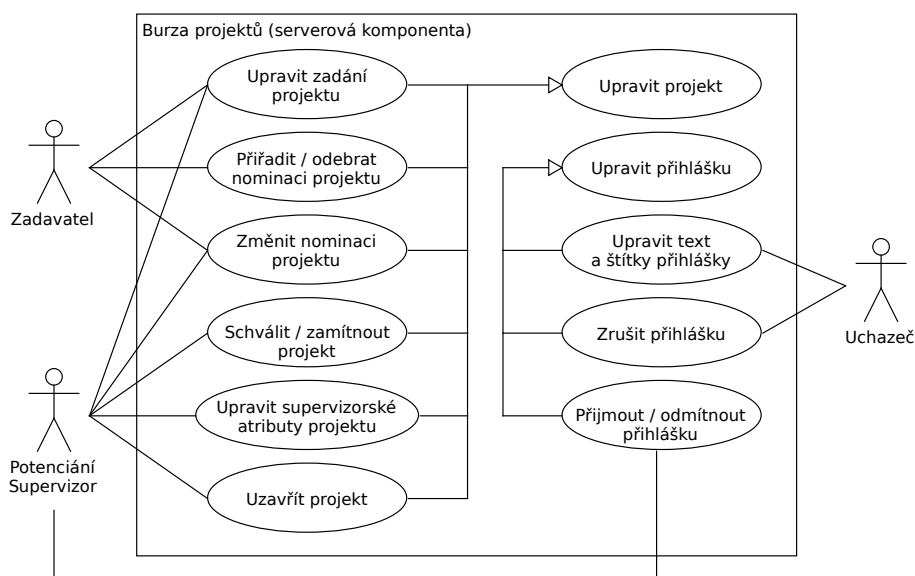 Burza projektů (serverová komponenta)
Upravit zadání
projektu
Upravit projekt
Přiřadit / odebrat
nominaci projektu
Upravit přihlášku
Zadavatel
Změnit nominaci
projektu
Upravit text
a štítky přihlášky
Schválit / zamítnout
projekt
Zrušit přihlášku
Uchazeč
Upravit supervizorské
atributy projektu
Přijmout / odmítnout
přihlášku
Potenciání
Supervizor
Uzavřít projekt